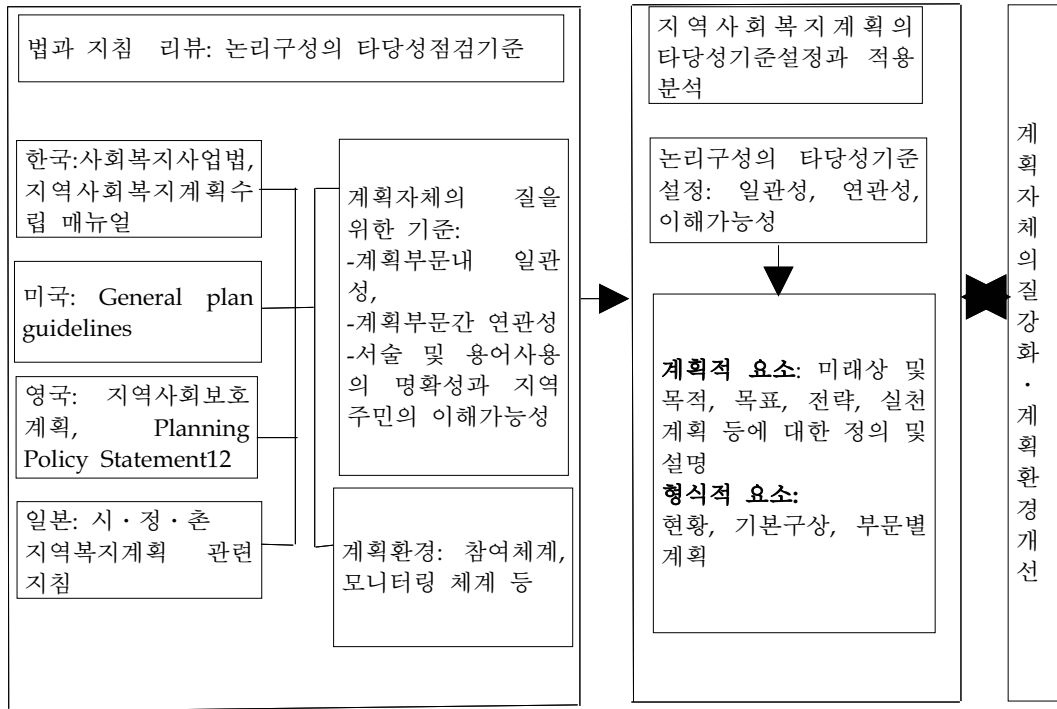 법과 지침 리뷰: 논리구성의 타당성점검기준
한국:사회복지사업법,
지역사회복지계획수
립 매뉴얼
미국: General plan
guidelines
영국: 지역사회보호
계획, Planning
Policy Statement12
일본: 시・정・촌
지역복지계획 관련
지침
계획자체의 질을
위한 기준:
-계획부문내 일관
성,
-계획부문간 연관성
-서술 및 용어사용
의 명확성과 지역
주민의 이해가능성
계획환경: 참여체계,
모니터링 체계 등
지역사회복지계획의
타당성기준설정과 적용
분석
논리구성의 타당성기준
설정: 일관성, 연관성,
이해가능성
계획적 요소: 미래상 및
목적, 목표, 전략, 실천
계획 등에 대한 정의 및
설명
형식적 요소:
현황, 기본구상, 부문별
계획
계
획
자
체
의
질
강
화
・
계
획
환
경
개
선